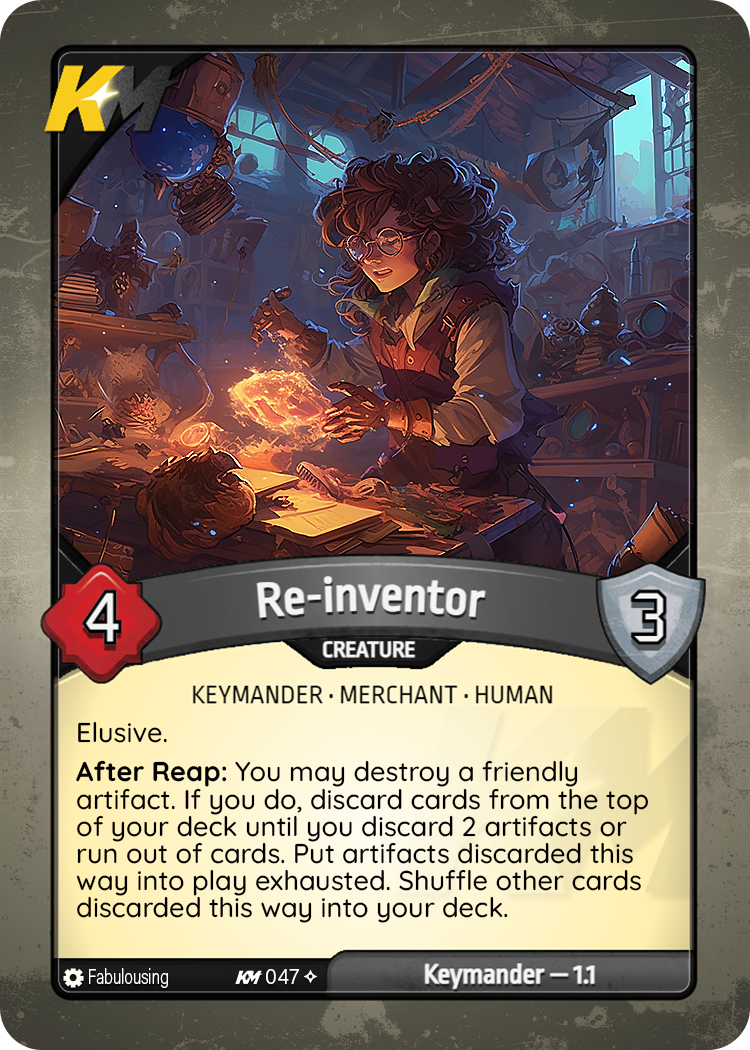 KM
4
Re-inventor
3
CREATURE
KEYMANDER · MERCHANT · HUMAN
Elusive.
After Reap: You may destroy a friendly
artifact. If you do, discard cards from the top
of your deck until you discard 2 artifacts or
run out of cards. Put artifacts discarded this
way into play exhausted. Shuffle other cards
discarded this way into your deck.
Fabulousing
KM 047
Keymander — 1.1